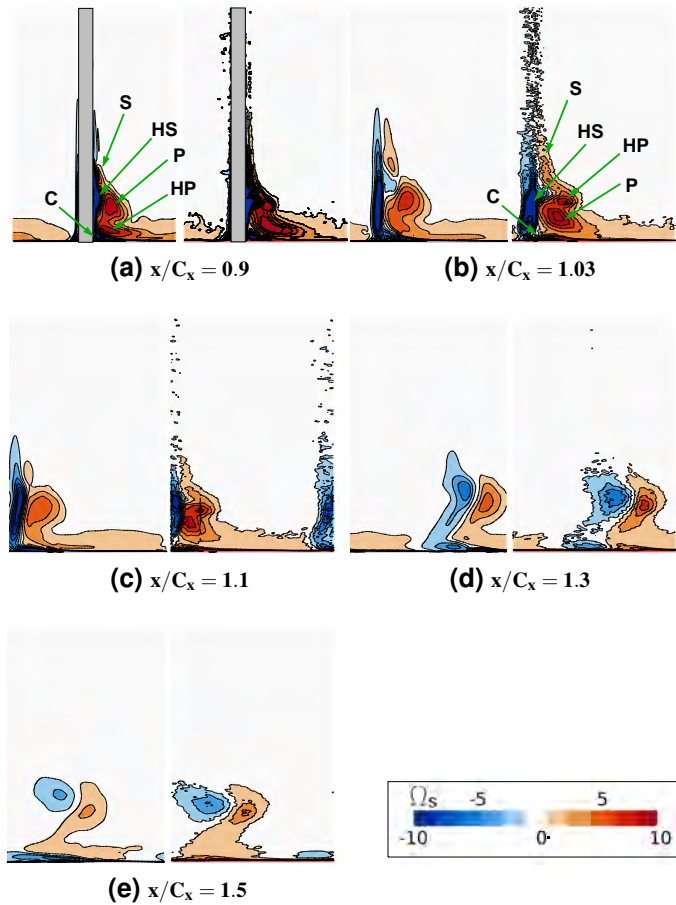 S
HS
P
HP
C
S
HS
HP
P
C
(a) x/Cₓ = 0.9
(b) x/Cₓ = 1.03
(c) x/Cₓ = 1.1
(d) x/Cₓ = 1.3
(e) x/Cₓ = 1.5
Ωs -5 5
-10 0 10